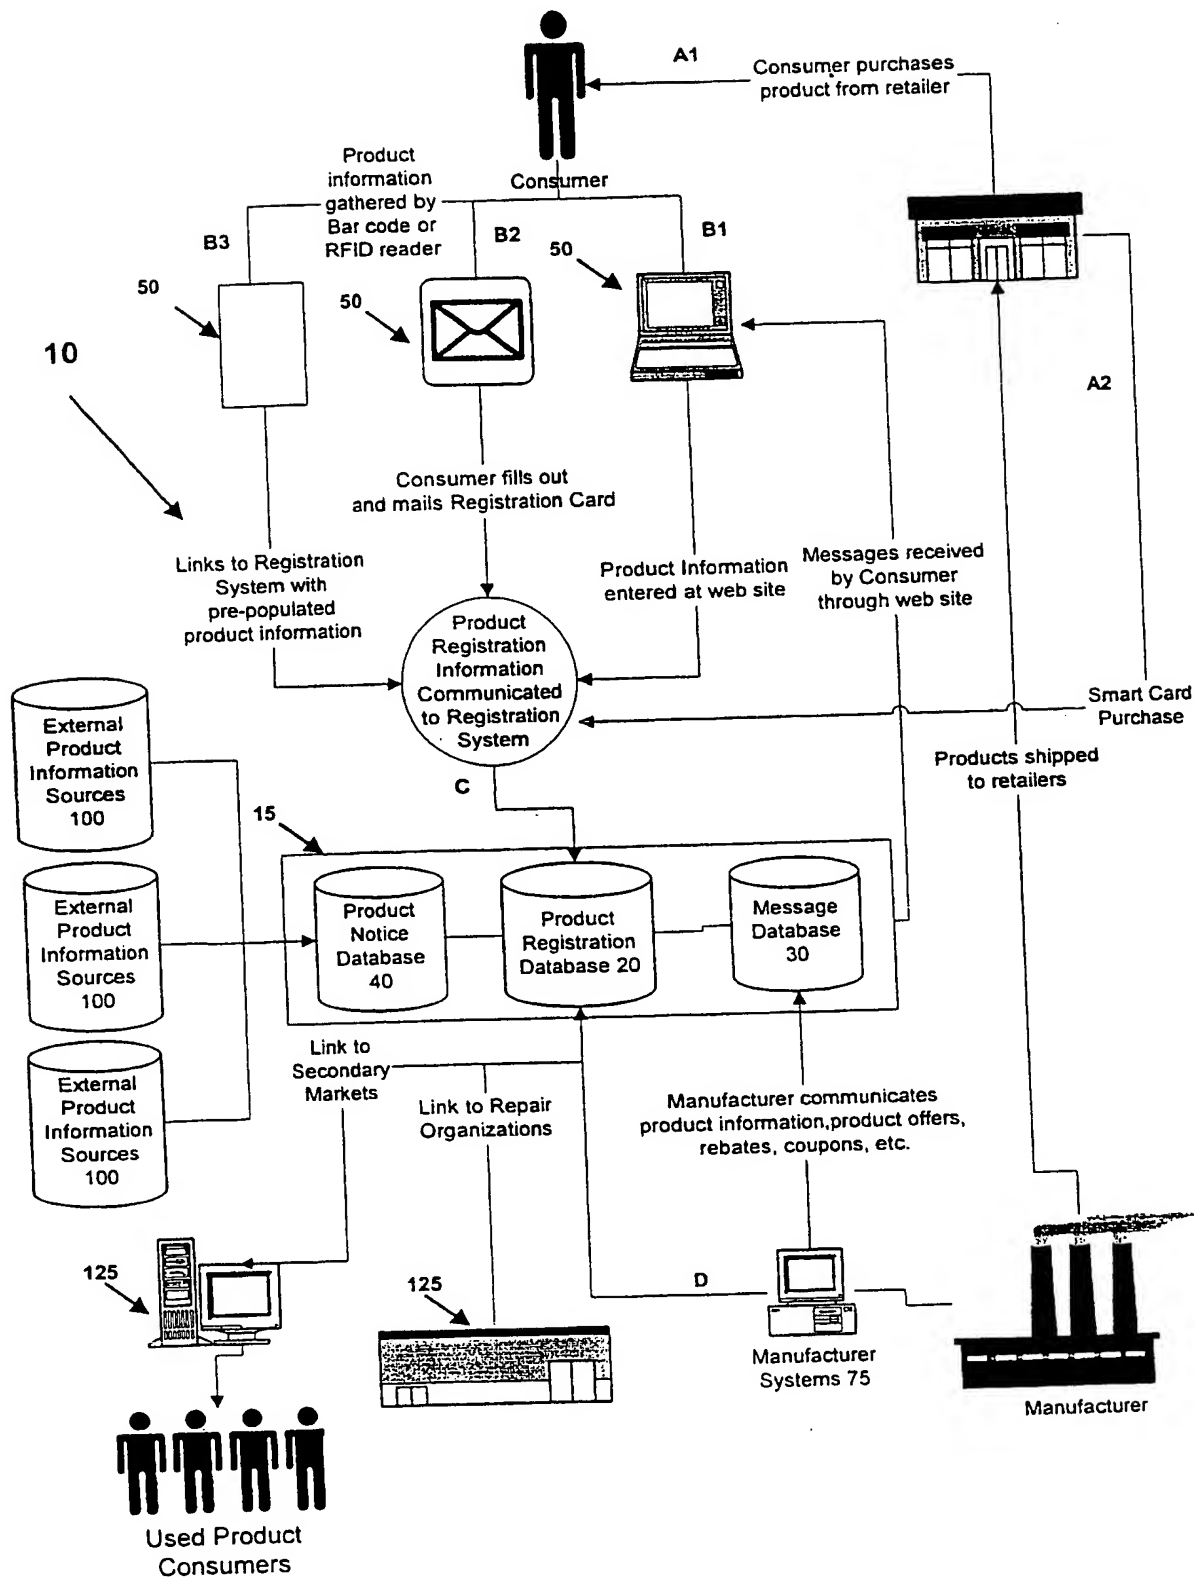 A1
Consumer purchases
product from retailer
Product
information
gathered by
Bar code or
RFID reader
Consumer
B3
B2
B1
50
50
50
10
A2
Consumer fills out
and mails Registration Card
Links to Registration
System with
pre-populated
product information
Product Information
entered at web site
Messages received
by Consumer
through web site
Product
Registration
Information
Communicated
to Registration
System
Smart Card
Purchase
External
Product
Information
Sources
100
Products shipped
to retailers
C
15
External
Product
Information
Sources
100
Product
Notice
Database
40
Product
Registration
Database 20
Message
Database
30
External
Product
Information
Sources
100
Link to
Secondary
Markets
Link to Repair
Organizations
Manufacturer communicates
product information,product offers,
rebates, coupons, etc.
125
125
D
Manufacturer
Systems 75
Manufacturer
Used Product
Consumers